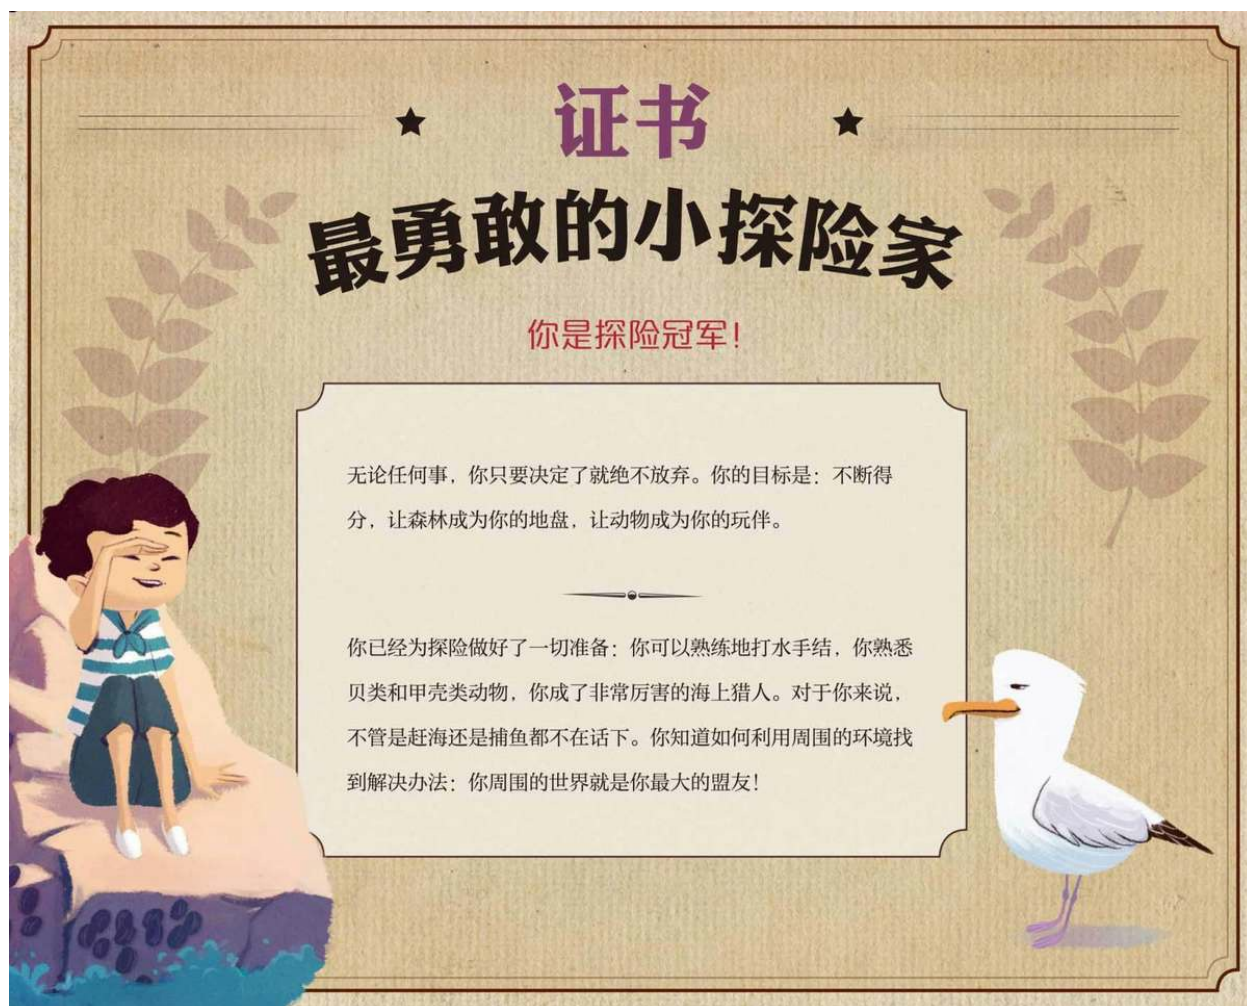 证书
最勇敢的小探险家
你是探险冠军！
无论任何事，你只要决定了就绝不放弃。你的目标是：不断得
分，让森林成为你的地盘，让动物成为你的玩伴。
你已经为探险做好了一切准备：你可以熟练地打水手结，你熟悉
贝类和甲壳类动物，你成了非常厉害的海上猎人。对于你来说，
不管是赶海还是捕鱼都不在话下。你知道如何利用周围的环境找
到解决办法：你周围的世界就是你最大的盟友！